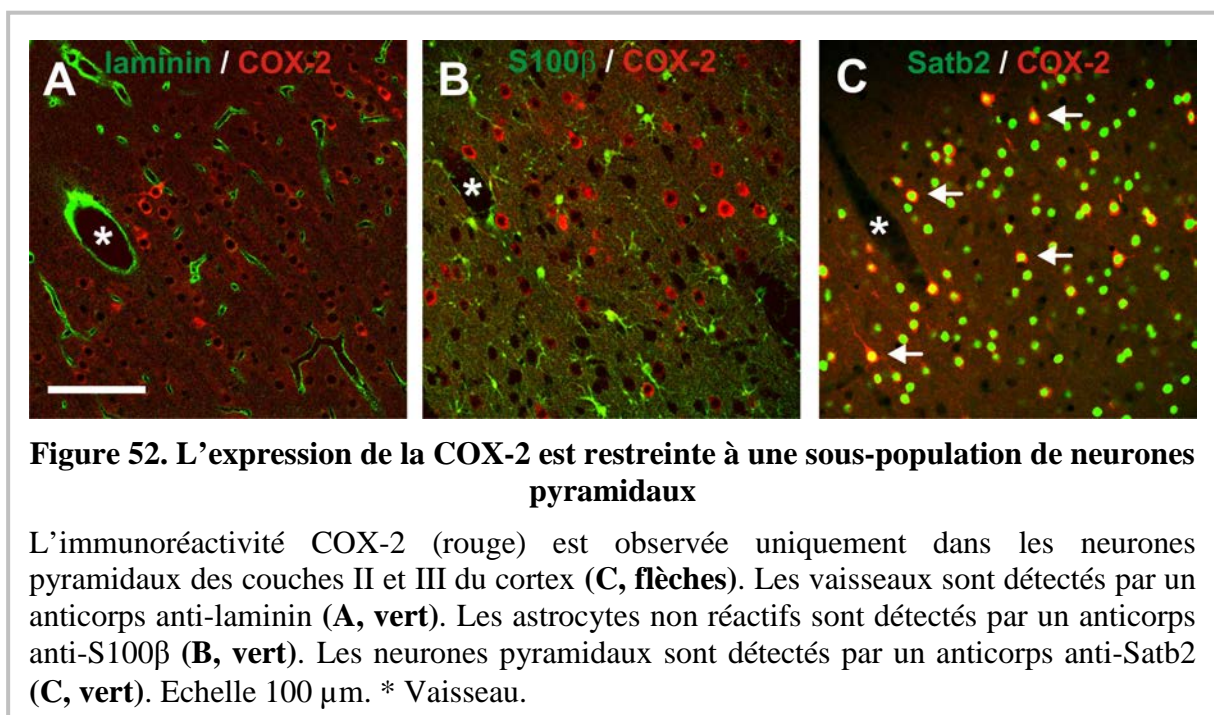 A laminin / COX-2
B S100β / COX-2
C Satb2 / COX-2
*
*
*
Figure 52. L’expression de la COX-2 est restreinte à une sous-population de neurones
pyramidaux
L’immunoréactivité COX-2 (rouge) est observée uniquement dans les neurones
pyramidaux des couches II et III du cortex (C, flèches). Les vaisseaux sont détectés par un
anticorps anti-laminin (A, vert). Les astrocytes non réactifs sont détectés par un anticorps
anti-S100β (B, vert). Les neurones pyramidaux sont détectés par un anticorps anti-Satb2
(C, vert). Echelle 100 µm. * Vaisseau.